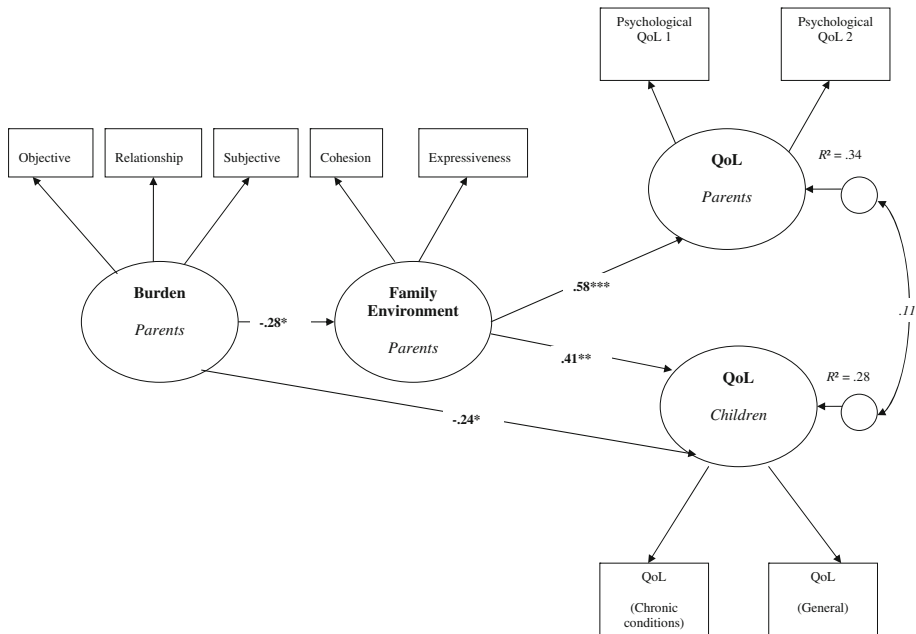 Psychological
QoL 1
Psychological
QoL 2
Objective
Relationship
Subjective
Cohesion
Expressiveness
QoL
Parents
R² = .34
Burden
Parents
-.28*
Family
Environment
Parents
.58***
.11
.41**
QoL
Children
R² = .28
-.24*
QoL
(Chronic
conditions)
QoL
(General)